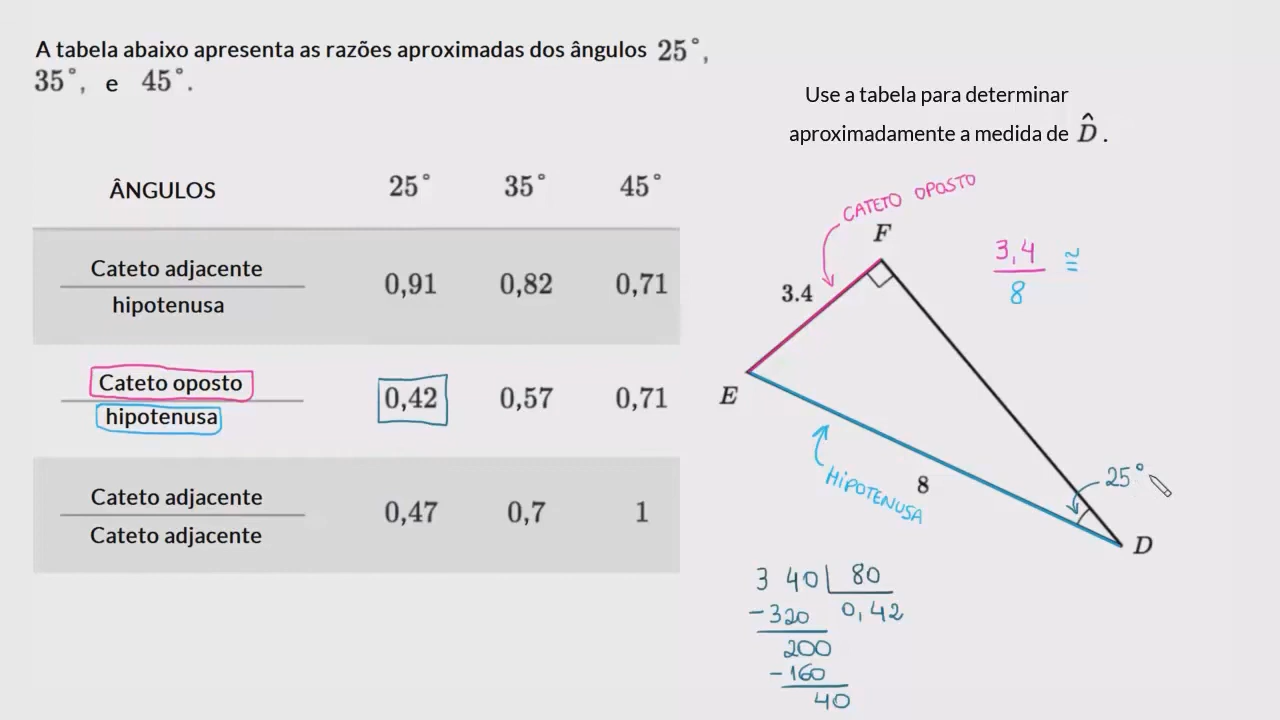 A tabela abaixo apresenta as razões aproximadas dos ângulos 25°,
35°, e 45°.
Use a tabela para determinar
aproximadamente a medida de D̂.
ÂNGULOS 25° 35° 45°
Cateto adjacente
hipotenusa
0,91 0,82 0,71
Cateto oposto
hipotenusa
0,42 0,57 0,71
Cateto adjacente
Cateto adjacente
0,47 0,7 1
CATETO OPOSTO
F
3,4
8
≅
3.4
E
HIPOTENUSA
8
25°
D
3 40 80
-320 0,42
200
-160
40